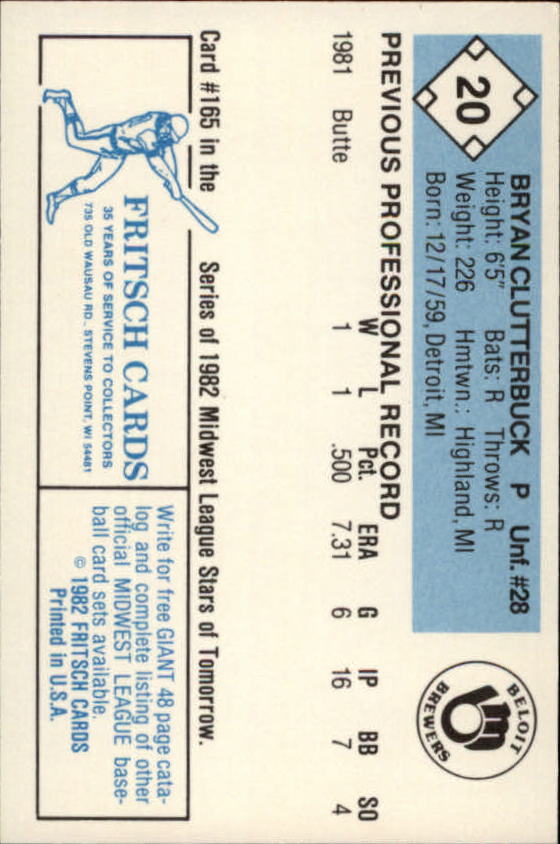 20
BRYAN CLUTTERBUCK P Unf. #28
Height: 6'5" Bats: R Throws: R
Weight: 226 Hmtwn.: Highland, MI
Born: 12/17/59, Detroit, MI
BELOIT
BREWERS
PREVIOUS PROFESSIONAL RECORD
W L Pct. ERA G IP BB SO
1981 Butte 1 1 .500 7.31 6 16 7 4
Card #165 in the Series of 1982 Midwest League Stars of Tomorrow.
FRITSCH CARDS
35 YEARS OF SERVICE TO COLLECTORS
735 OLD WAUSAU RD., STEVENS POINT, WI 54481
Write for free GIANT 48 page cata-
log and complete listing of other
official MIDWEST LEAGUE base-
ball card sets available.
© 1982 FRITSCH CARDS
Printed in U.S.A.